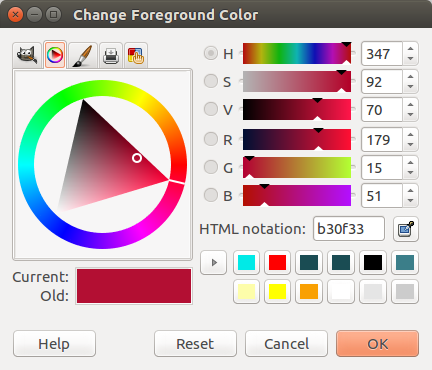 Change Foreground Color
H 347
S 92
V 70
R 179
G 15
B 51
HTML notation: b30f33
Current:
Old:
Help Reset Cancel OK